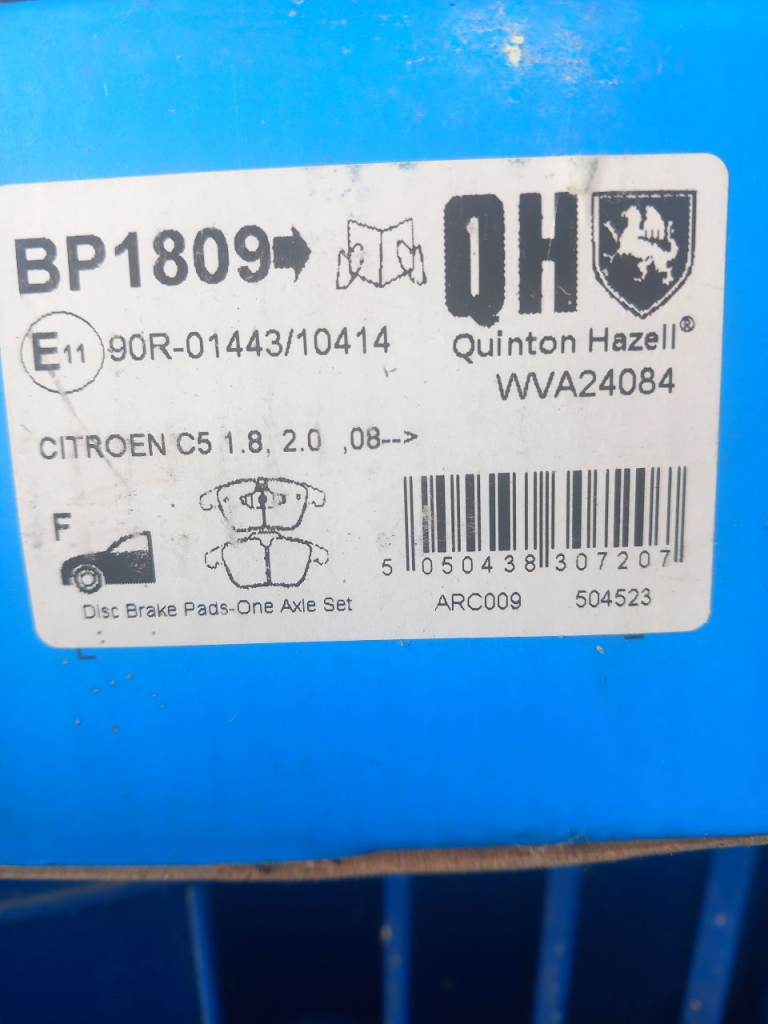 BP1809
QH
Quinton Hazell®
E11 90R-01443/10414
WVA24084
CITROEN C5 1.8, 2.0 ,08-->
F
5 050438 307207
Disc Brake Pads-One Axle Set
ARC009 504523